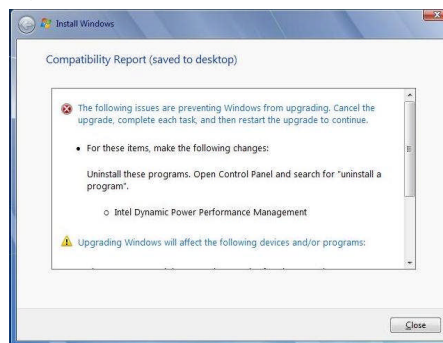 Install Windows
Compatibility Report (saved to desktop)
The following issues are preventing Windows from upgrading. Cancel the
upgrade, complete each task, and then restart the upgrade to continue.
• For these items, make the following changes:
Uninstall these programs. Open Control Panel and search for "uninstall a
program".
o Intel Dynamic Power Performance Management
Upgrading Windows will affect the following devices and/or programs:
Close